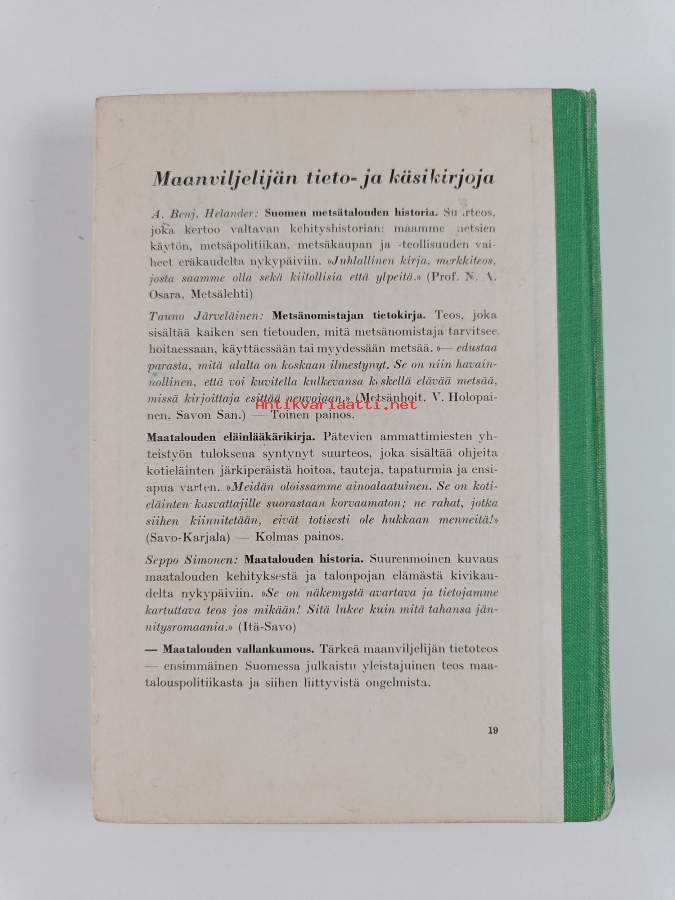 Maanviljelijän tieto- ja käsikirjoja
A. Benj. Helander: Suomen metsätalouden historia.
joka kertoo valtavan kehityshistorian: maamme
käytön, metsäpolitiikan, metsäkaupan ja -teollisuuden vai-
heet eräkaudelta nykypäiviin. »Juhlallinen kirja, merkkiteos,
josta saamme olla sekä kiitollisia että ylpeitä.» (Prof. N. A.
Osara, Metsälehti)
Tauno Järveläinen: Metsänomistajan tietokirja. Teos, joka
sisältää kaiken sen tietouden, mitä metsänomistaja tarvitsee
hoitaessaan, käyttäessään tai myydessään metsää. »— edustaa
parasta, mitä alalta on koskaan ilmestynyt. Se on niin havain-
nollinen, että voi kuvitella kulkevansa keskellä elävää metsää,
missä kirjoittaja esittää neuvojaan.» (Metsänhoit. V. Holopai-
Antikvariaatti.net
nen, Savon San.) — Toinen painos.
Maatalouden eläinlääkärikirja. Pätevien ammattimiesten yh-
teistyön tuloksena syntynyt suurteos, joka sisältää ohjeita
kotieläinten järkiperäistä hoitoa, tauteja, tapaturmia ja ensi-
apua varten. »Meidän oloissamme ainoalaatuinen. Se on koti-
eläinten kasvattajille suorastaan korvaamaton; ne rahat, jotka
siihen kiinnitetään, eivät totisesti ole hukkaan menneitä!»
(Savo-Karjala) — Kolmas painos.
Seppo Simonen: Maatalouden historia. Suurenmoinen kuvaus
maatalouden kehityksestä ja talonpojan elämästä kivikau-
delta nykypäiviin. »Se on näkemystä avartava ja tietojamme
kartuttava teos jos mikään! Sitä lukee kuin mitä tahansa jän-
nitysromaania.» (Itä-Savo)
— Maatalouden vallankumous. Tärkeä maanviljelijän tietoteos
— ensimmäinen Suomessa julkaistu yleistajuinen teos maa-
talouspolitiikasta ja siihen liittyvistä ongelmista.
19